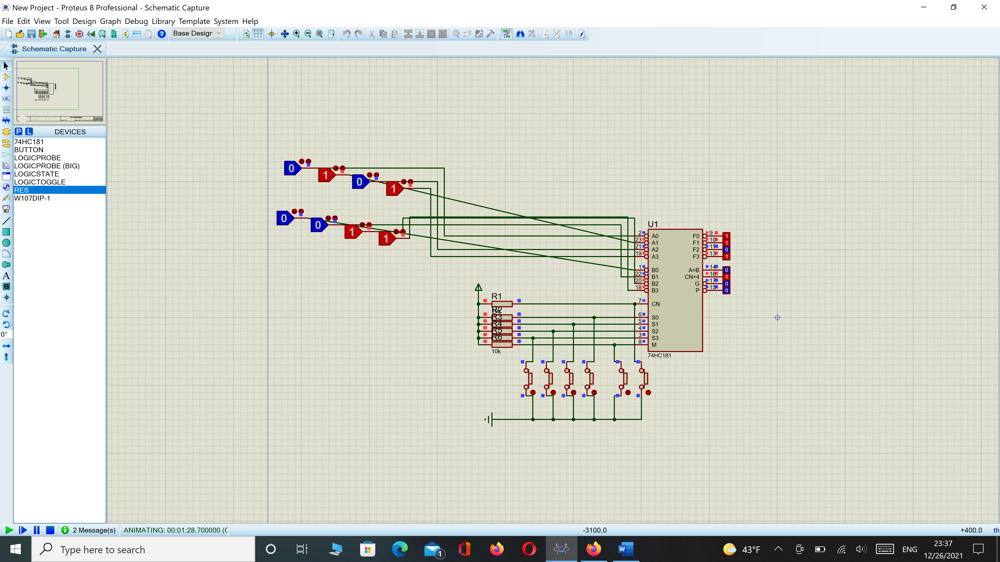 New Project - Proteus 8 Professional - Schematic Capture
File Edit View Tool Design Graph Debug Library Template System Help
Base Design
Schematic Capture
LBL
P L DEVICES
74HC181
BUTTON
LOGICPROBE
LOGICPROBE (BIG)
LOGICSTATE
LOGICTOGGLE
RES
W107DIP-1
A
S
0°
0
1
0
1
0
0
1
1
U1
2 A0 F0 9 1
23 A1 F1 10 1
21 A2 F2 11 0
19 A3 F3 13 1
1 B0 A=B 14 0
22 B1 CN+4 16 1
20 B2 G 17 0
18 B3 P 15 0
7 CN
6 S0
5 S1
4 S2
3 S3
8 M
74HC181
R1
R2
R3
R4
R5
R6
10k
2 Message(s) ANIMATING: 00:01:28.700000 (C -3100.0 +400.0 th
Type here to search 1 43°F ENG 23:37
12/26/2021